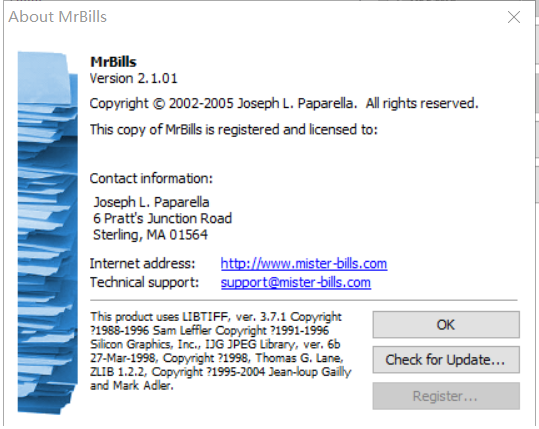 About MrBills
MrBills
Version 2.1.01
Copyright © 2002-2005 Joseph L. Paparella. All rights reserved.
This copy of MrBills is registered and licensed to:
Contact information:
Joseph L. Paparella
6 Pratt's Junction Road
Sterling, MA 01564
Internet address: http://www.mister-bills.com
Technical support: support@mister-bills.com
This product uses LIBTIFF, ver. 3.7.1 Copyright
?1988-1996 Sam Leffler Copyright ?1991-1996
Silicon Graphics, Inc., IJG JPEG Library, ver. 6b
27-Mar-1998, Copyright ?1998, Thomas G. Lane,
ZLIB 1.2.2, Copyright ?1995-2004 Jean-loup Gailly
and Mark Adler.
OK
Check for Update...
Register...